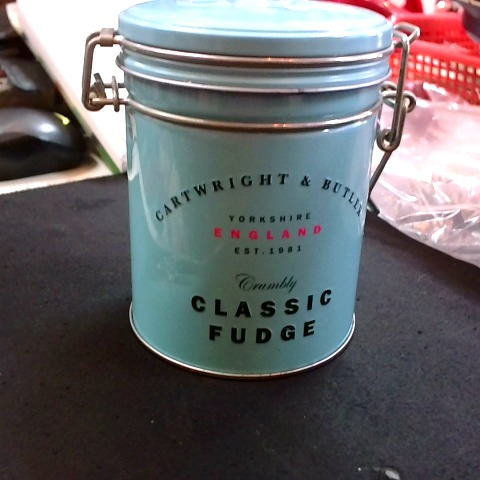 CARTWRIGHT & BUTLER
YORKSHIRE
ENGLAND
EST. 1981
Crumbly
CLASSIC
FUDGE